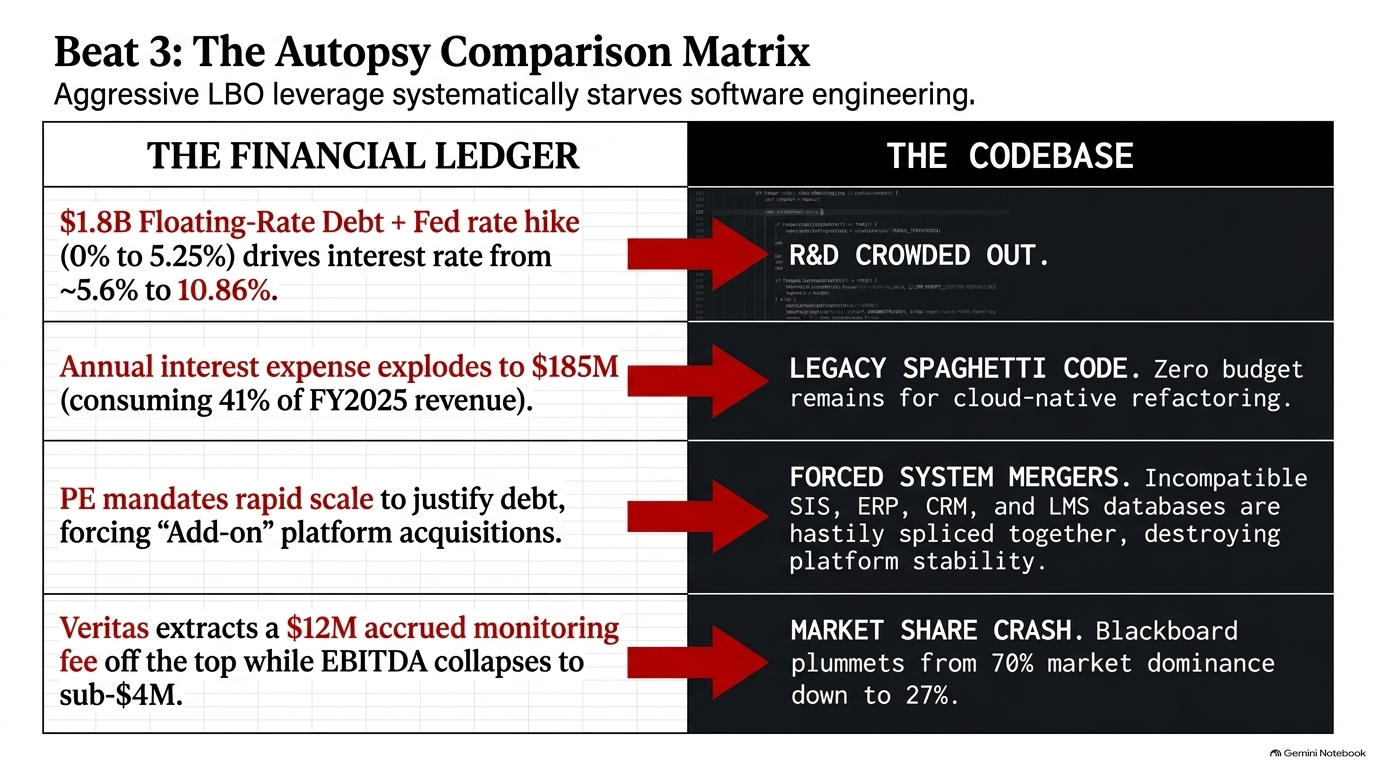 Beat 3: The Autopsy Comparison Matrix
Aggressive LBO leverage systematically starves software engineering.
THE FINANCIAL LEDGER
THE CODEBASE
$1.8B Floating-Rate Debt + Fed rate hike
(0% to 5.25%) drives interest rate from
~5.6% to 10.86%.
R&D CROWDED OUT.
Annual interest expense explodes to $185M
(consuming 41% of FY2025 revenue).
LEGACY SPAGHETTI CODE. Zero budget
remains for cloud-native refactoring.
PE mandates rapid scale to justify debt,
forcing “Add-on” platform acquisitions.
FORCED SYSTEM MERGERS. Incompatible
SIS, ERP, CRM, and LMS databases are
hastily spliced together, destroying
platform stability.
Veritas extracts a $12M accrued monitoring
fee off the top while EBITDA collapses to
sub-$4M.
MARKET SHARE CRASH. Blackboard
plummets from 70% market dominance
down to 27%.
Gemini Notebook